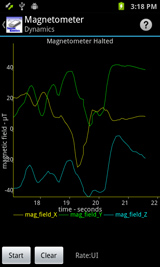 3:18 PM
Magnetometer
Dynamics
?
Magnetometer Halted
magnetic field - µT
40
20
0
-20
-40
18 19 20 21 22
time - seconds
mag_field_X mag_field_Y mag_field_Z
Start Clear Rate:UI